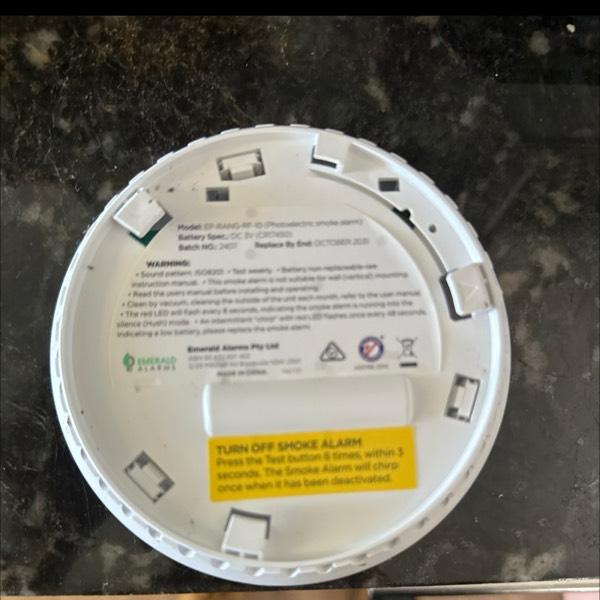 Model: EP-RANG-RF-10 (Photoelectric smoke alarm)
Battery Spec.: DC 3V (CR17450)
Batch NO.: 2407 Replace By End: OCTOBER 2031
WARNING:
• Sound pattern: ISO8201 • Test weekly. • Battery non-replaceable-see
instruction manual. • This smoke alarm is not suitable for wall (vertical) mounting.
• Read the users manual before installing and operating.
• Clean by vacuum, cleaning the outside of the unit each month, refer to the user manual.
• The red LED will flash every 8 seconds, indicating the smoke alarm is running into the
silence (Hush) mode. • An intermittent "chirp" with red LED flashes once every 48 seconds,
indicating a low battery, please replace the smoke alarm.
EMERALD
ALARMS
Emerald Alarms Pty Ltd
MADE IN CHINA
TURN OFF SMOKE ALARM
Press the Test button 6 times, within 3
seconds. The Smoke Alarm will chirp
once when it has been deactivated.